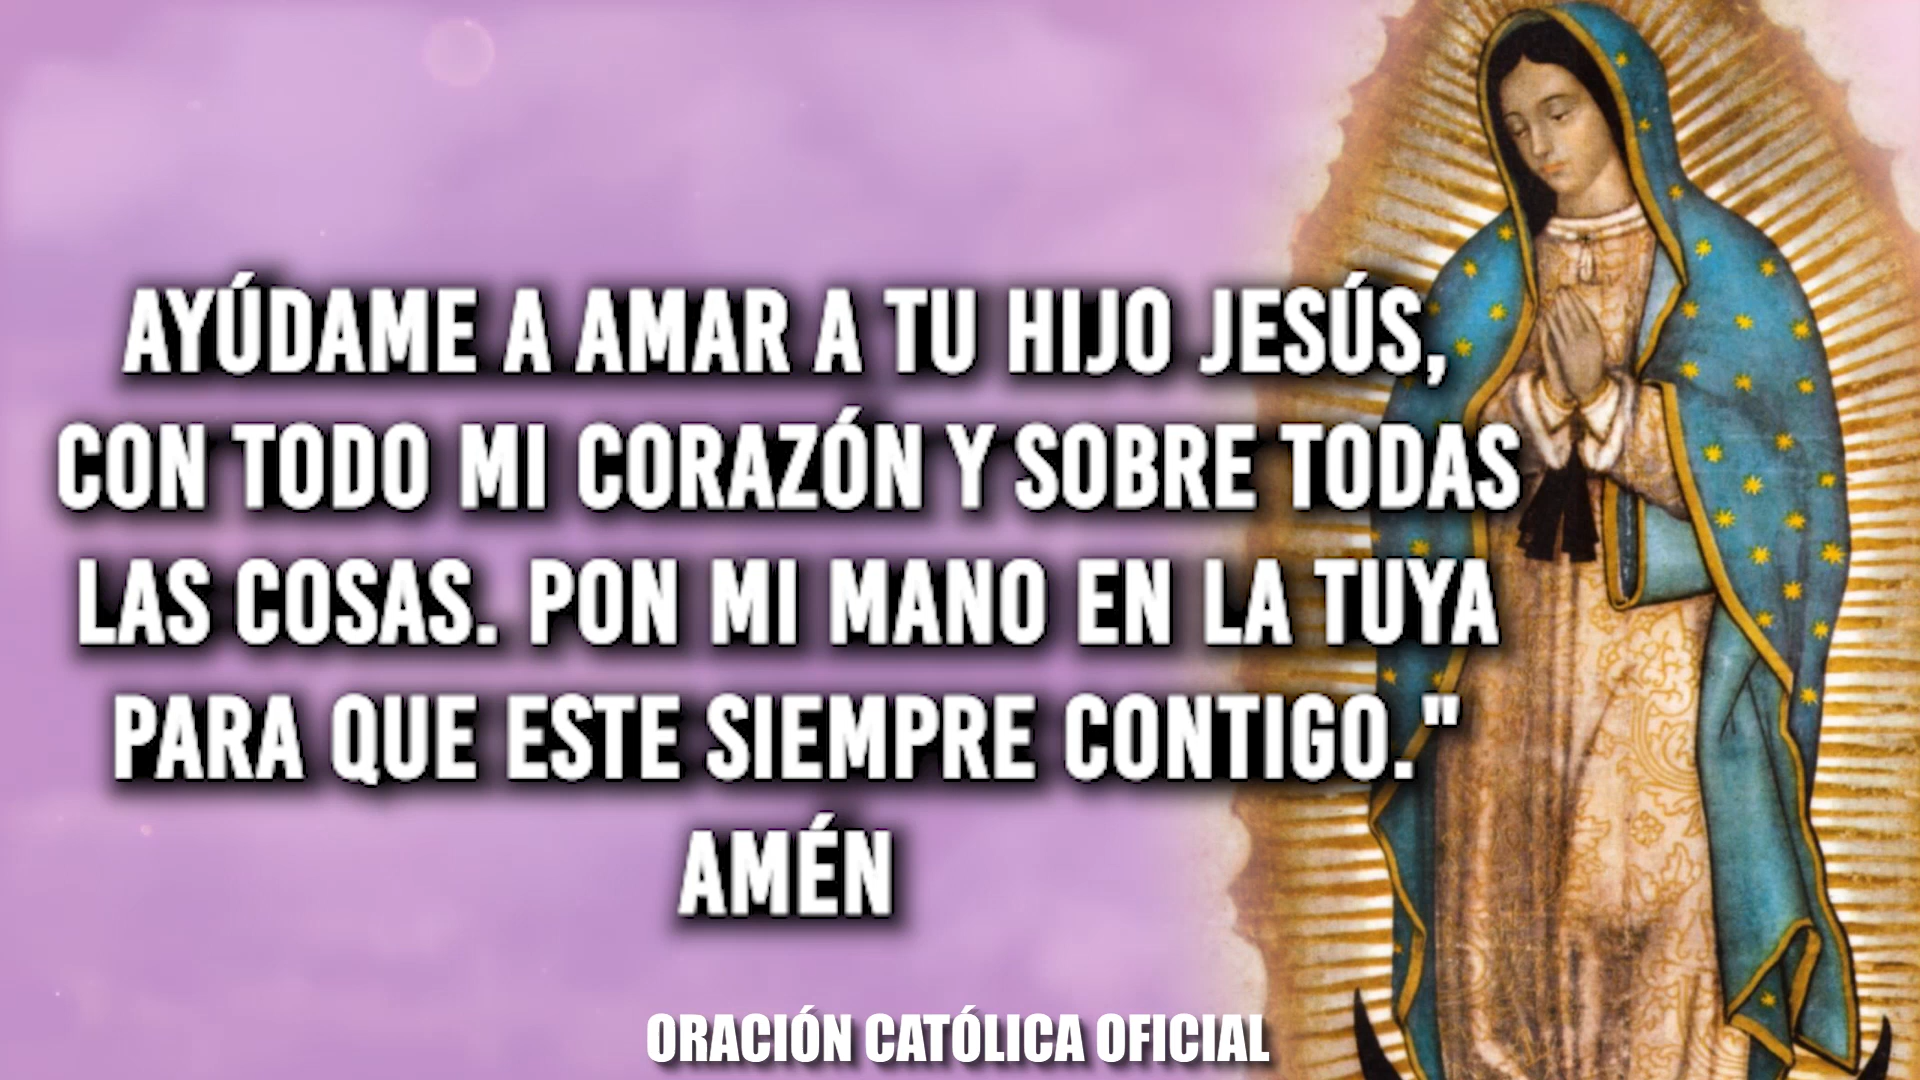 AYÚDAME A AMAR A TU HIJO JESÚS,
CON TODO MI CORAZÓN Y SOBRE TODAS
LAS COSAS. PON MI MANO EN LA TUYA
PARA QUE ESTE SIEMPRE CONTIGO."
AMÉN
ORACIÓN CATÓLICA OFICIAL